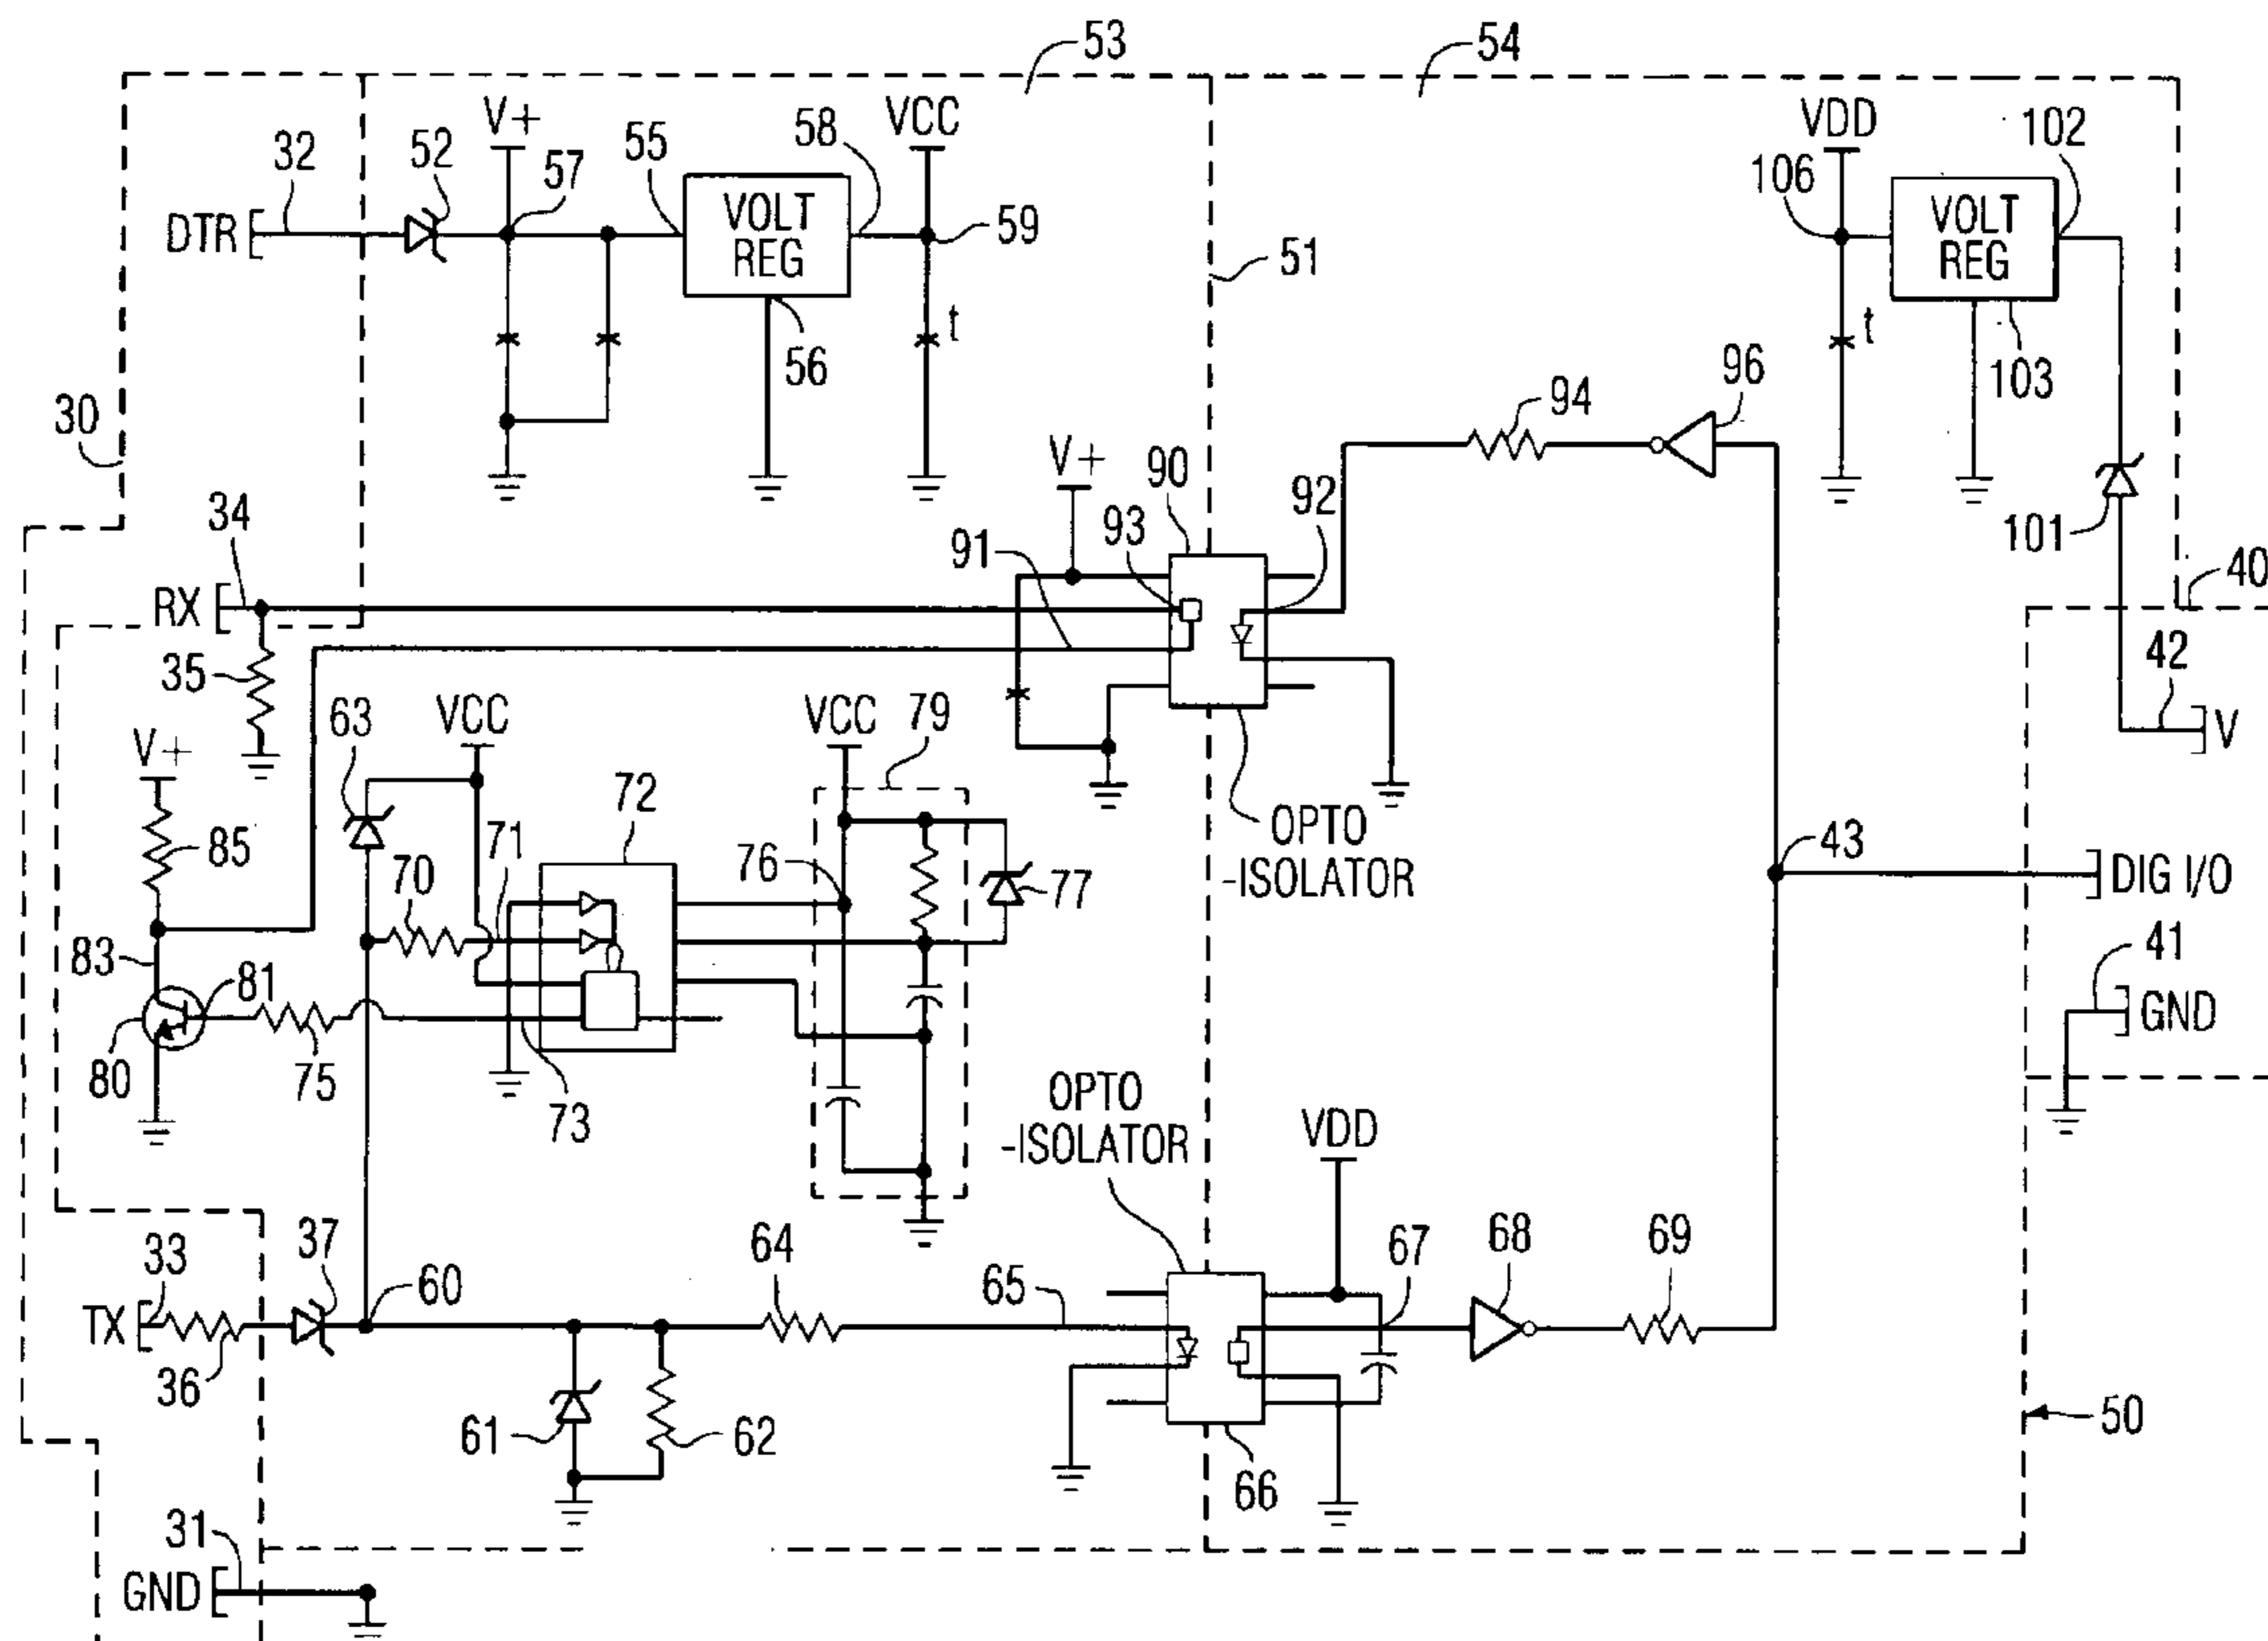 53
54
V+
VCC
VDD
32
52
57
55
58
102
106
DTR
VOLT
REG
59
VOLT
REG
51
t
56
t
103
30
94
96
34
V+
90
92
101
91
93
40
RX
35
42
V
63
VCC
VCC
79
V+
72
OPTO
-ISOLATOR
43
85
70
71
76
77
DIG I/O
83
81
41
GND
80
75
73
OPTO
-ISOLATOR
VDD
33
37
60
64
65
67
68
69
TX
36
61
62
66
50
31
GND